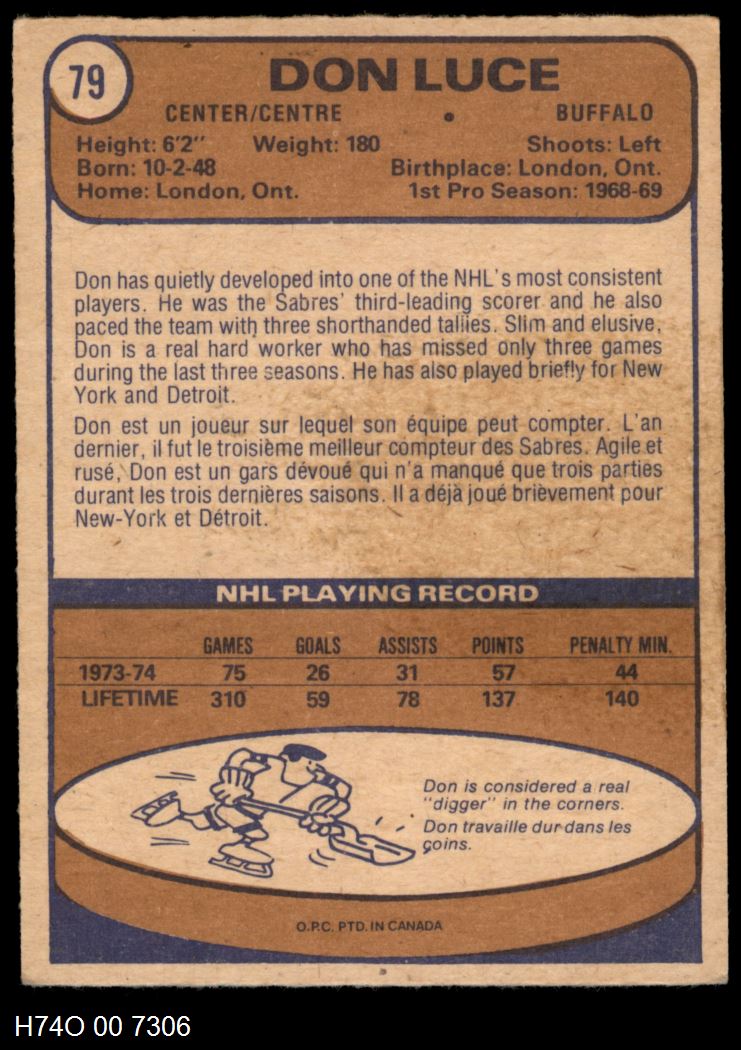 79
DON LUCE
CENTER/CENTRE • BUFFALO
Height: 6'2" Weight: 180 Shoots: Left
Born: 10-2-48 Birthplace: London, Ont.
Home: London, Ont. 1st Pro Season: 1968-69
Don has quietly developed into one of the NHL's most consistent
players. He was the Sabres' third-leading scorer and he also
paced the team with three shorthanded tallies. Slim and elusive,
Don is a real hard worker who has missed only three games
during the last three seasons. He has also played briefly for New
York and Detroit.
Don est un joueur sur lequel son équipe peut compter. L'an
dernier, il fut le troisième meilleur compteur des Sabres. Agile et
rusé, Don est un gars dévoué qui n'a manqué que trois parties
durant les trois dernières saisons. Il a déjà joué brièvement pour
New-York et Détroit.
NHL PLAYING RECORD
GAMES GOALS ASSISTS POINTS PENALTY MIN.
1973-74 75 26 31 57 44
LIFETIME 310 59 78 137 140
Don is considered a real
"digger" in the corners.
Don travaille dur dans les
coins.
O.P.C. PTD. IN CANADA
H74O 00 7306